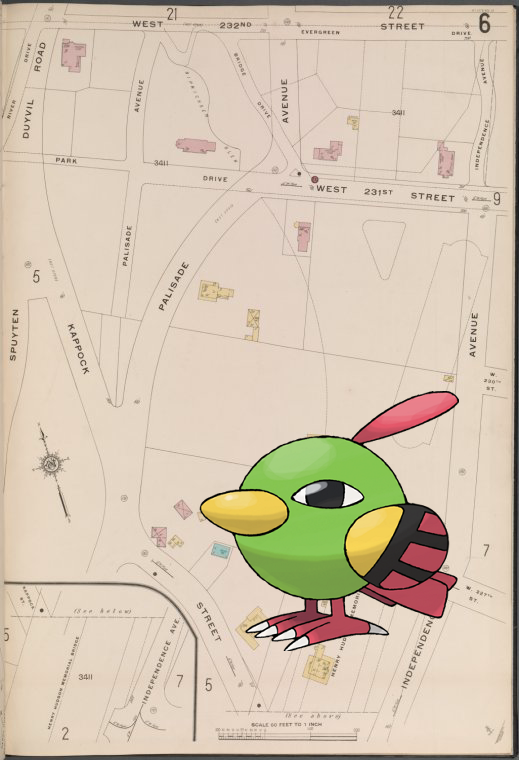 21
22
6
WEST 232ND STREET
EVERGREEN
DRIVE
DRIVE
RIVER
DUYVIL ROAD
AVENUE
BRIDGE DRIVE
AVENUE
3411
INDEPENDENCE
AVENUE
PARK
3411
DRIVE
WEST 231ST STREET
9
PALISADE
PALISADE
5
SPUYTEN
KAPPOCK
AVENUE
W. 230TH ST.
7
W. 227TH ST.
STREET
HENRY HUD
MEMORI
INDEPENDEN
KAPPOCK ST.
(See below)
5
HENRY HUDSON MEMORIAL BRIDGE
3411
INDEPENDENCE AVE.
7
5
2
(See above)
SCALE 60 FEET TO 1 INCH